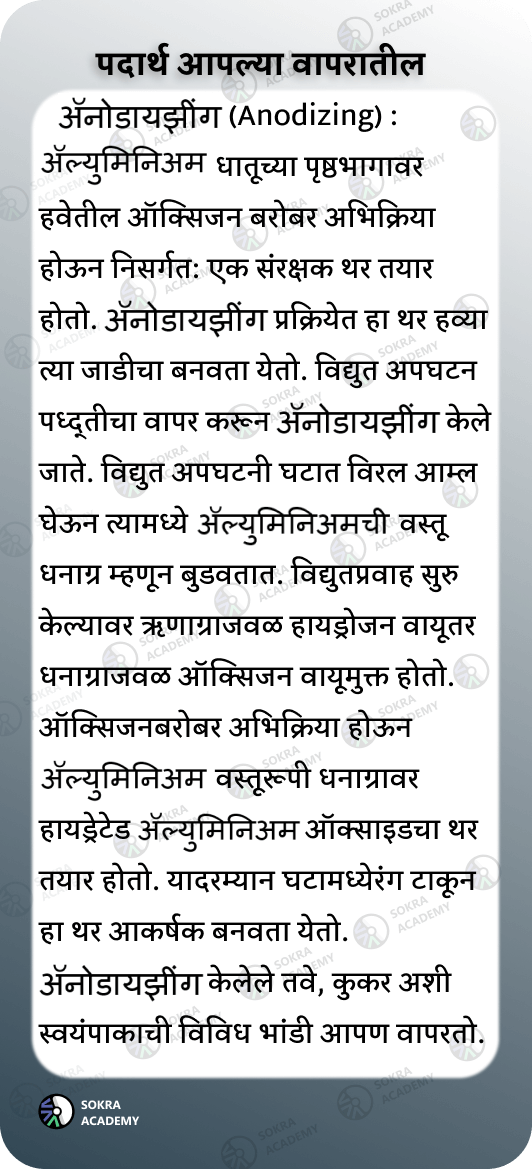 पदार्थ आपल्या वापरातील
ॲनोडायझींग (Anodizing) :
ॲल्युमिनिअम धातूच्या पृष्ठभागावर
हवेतील ऑक्सिजन बरोबर अभिक्रिया
होऊन निसर्गत: एक संरक्षक थर तयार
होतो. ॲनोडायझींग प्रक्रियेत हा थर हव्या
त्या जाडीचा बनवता येतो. विद्युत अपघटन
पध्द्तीचा वापर करून ॲनोडायझींग केले
जाते. विद्युत अपघटनी घटात विरल आम्ल
घेऊन त्यामध्ये ॲल्युमिनिअमची वस्तू
धनाग्र म्हणून बुडवतात. विद्युतप्रवाह सुरु
केल्यावर ऋणाग्राजवळ हायड्रोजन वायूतर
धनाग्राजवळ ऑक्सिजन वायूमुक्त होतो.
ऑक्सिजनबरोबर अभिक्रिया होऊन
ॲल्युमिनिअम वस्तूरूपी धनाग्रावर
हायड्रेटेड ॲल्युमिनिअम ऑक्साइडचा थर
तयार होतो. यादरम्यान घटामध्येरंग टाकून
हा थर आकर्षक बनवता येतो.
ॲनोडायझींग केलेले तवे, कुकर अशी
स्वयंपाकाची विविध भांडी आपण वापरतो.
SOKRA
ACADEMY